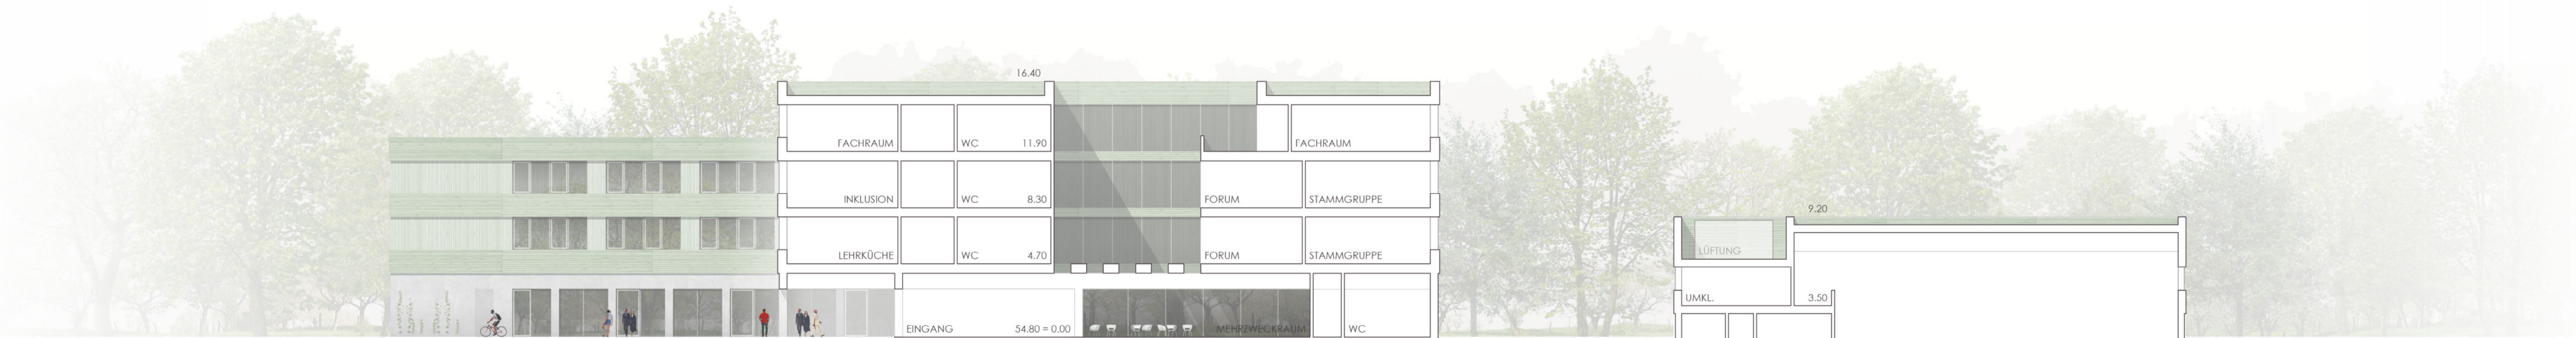 16.40
FACHRAUM WC 11.90 FACHRAUM
INKLUSION WC 8.30 FORUM STAMMGRUPPE
9.20
LEHRKÜCHE WC 4.70 FORUM STAMMGRUPPE
LÜFTUNG
UMKL. 3.50
EINGANG 54.80 = 0.00 MEHRZWECKRAUM WC